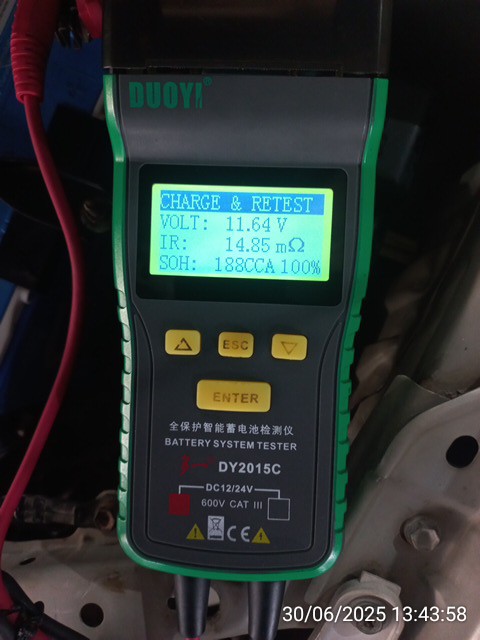 DUOYI
CHARGE & RETEST
VOLT: 11.64 V
IR: 14.85 mΩ
SOH: 188CCA 100%
ESC
ENTER
全保护智能蓄电池检测仪
BATTERY SYSTEM TESTER
DY2015C
DC12/24V
600V CAT III
CE
30/06/2025 13:43:58